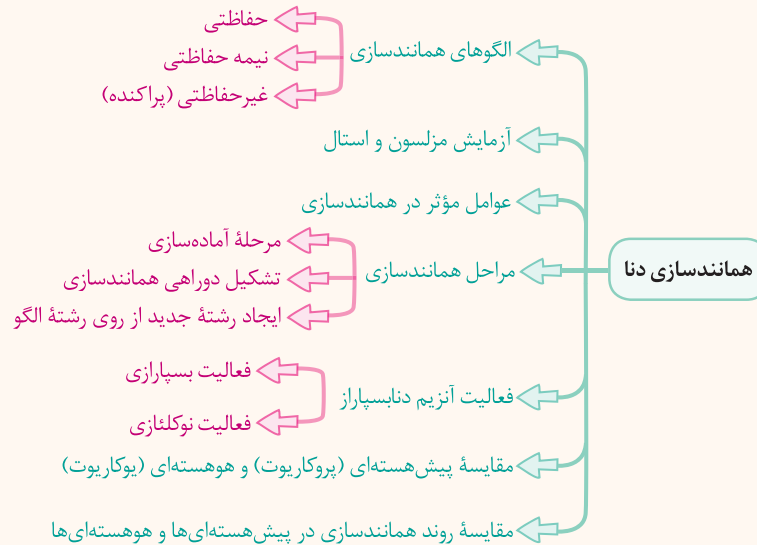 همانندسازی دنا
الگوهای همانندسازی
حفاظتی
نیمه حفاظتی
غیرحفاظتی (پراکنده)
آزمایش مزلسون و استال
عوامل مؤثر در همانندسازی
مراحل همانندسازی
مرحلهٔ آماده‌سازی
تشکیل دوراهی همانندسازی
ایجاد رشتهٔ جدید از روی رشتهٔ الگو
فعالیت آنزیم دنابسپاراز
فعالیت بسپارازی
فعالیت نوکلئازی
مقایسهٔ پیش‌هسته‌ای (پروکاریوت) و هوهسته‌ای (یوکاریوت)
مقایسهٔ روند همانندسازی در پیش‌هسته‌ای‌ها و هوهسته‌ای‌ها